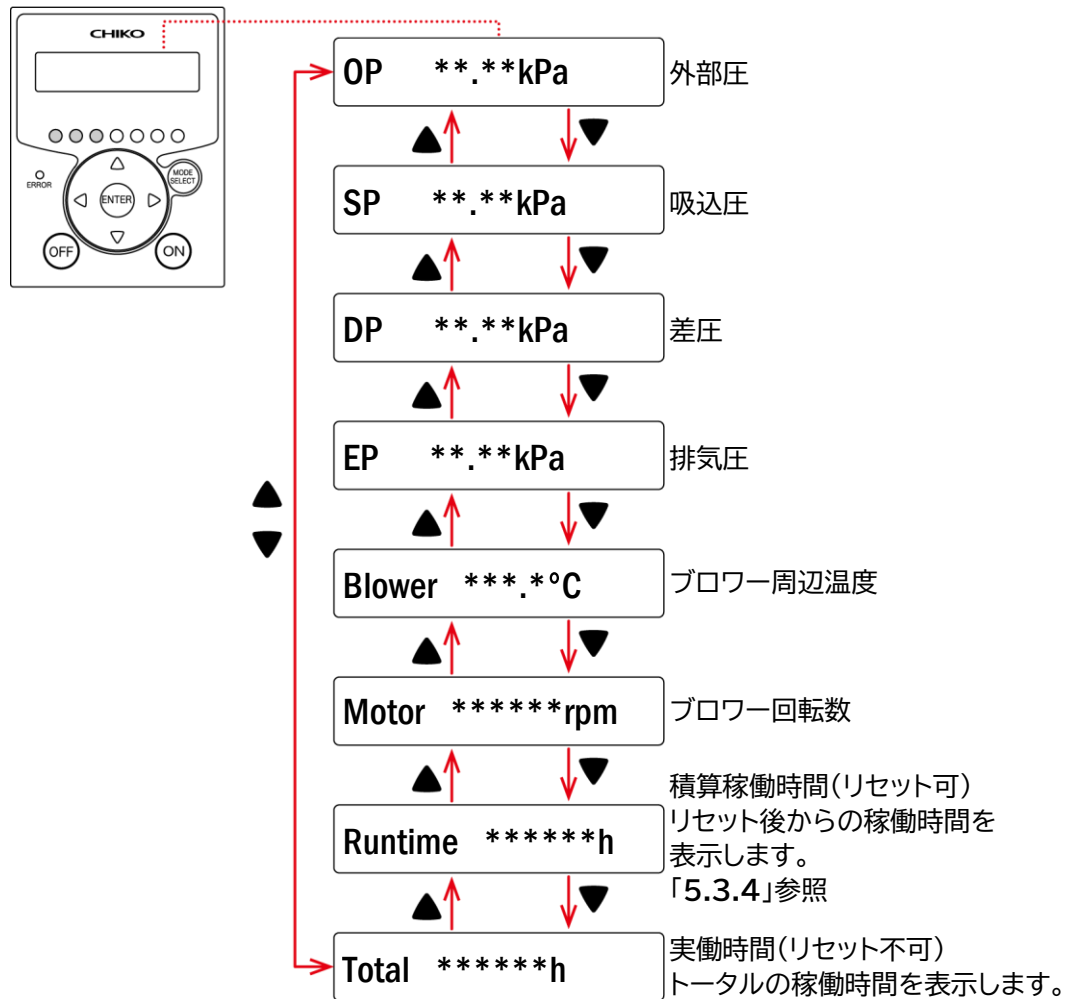 CHIKO
ERROR
MODE
SELECT
ENTER
OFF
ON
OP **.**kPa
外部圧
SP **.**kPa
吸込圧
DP **.**kPa
差圧
EP **.**kPa
排気圧
Blower ***.*°C
ブロワー周辺温度
Motor ******rpm
ブロワー回転数
Runtime ******h
積算稼働時間(リセット可)
リセット後からの稼働時間を
表示します。
「5.3.4」参照
Total ******h
実働時間(リセット不可)
トータルの稼働時間を表示します。